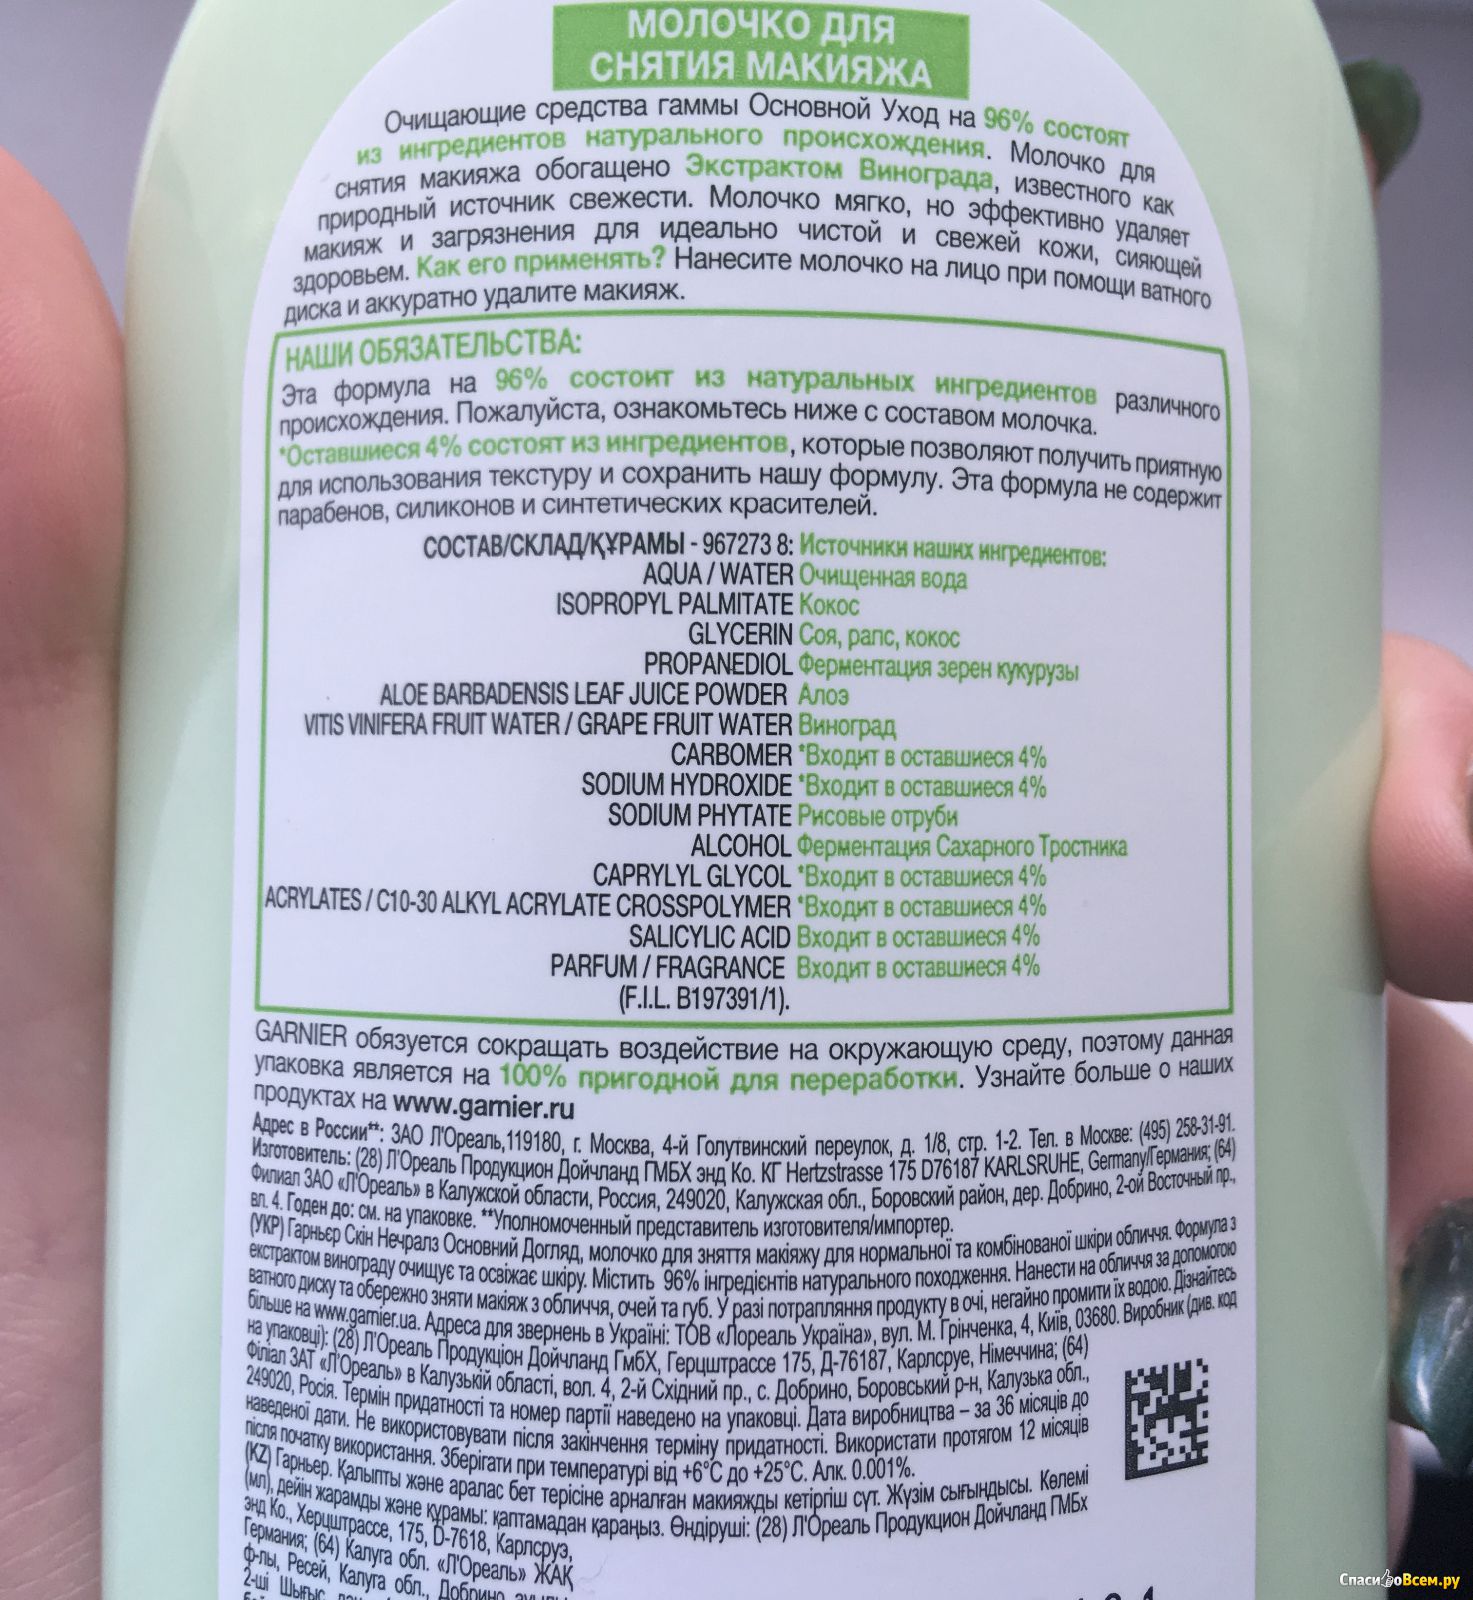 МОЛОЧКО ДЛЯ
СНЯТИЯ МАКИЯЖА
Очищающие средства гаммы Основной Уход на 96% состоят
из ингредиентов натурального происхождения. Молочко для
снятия макияжа обогащено Экстрактом Винограда, известного как
природный источник свежести. Молочко мягко, но эффективно удаляет
макияж и загрязнения для идеально чистой и свежей кожи, сияющей
здоровьем. Как его применять? Нанесите молочко на лицо при помощи ватного
диска и аккуратно удалите макияж.
НАШИ ОБЯЗАТЕЛЬСТВА:
Эта формула на 96% состоит из натуральных ингредиентов различного
происхождения. Пожалуйста, ознакомьтесь ниже с составом молочка.
*Оставшиеся 4% состоят из ингредиентов, которые позволяют получить приятную
для использования текстуру и сохранить нашу формулу. Эта формула не содержит
парабенов, силиконов и синтетических красителей.
СОСТАВ/СКЛАД/ҚҰРАМЫ - 967273 8: Источники наших ингредиентов:
AQUA / WATER Очищенная вода
ISOPROPYL PALMITATE Кокос
GLYCERIN Соя, рапс, кокос
PROPANEDIOL Ферментация зерен кукурузы
ALOE BARBADENSIS LEAF JUICE POWDER Алоэ
VITIS VINIFERA FRUIT WATER / GRAPE FRUIT WATER Виноград
CARBOMER *Входит в оставшиеся 4%
SODIUM HYDROXIDE *Входит в оставшиеся 4%
SODIUM PHYTATE Рисовые отруби
ALCOHOL Ферментация Сахарного Тростника
CAPRYLYL GLYCOL *Входит в оставшиеся 4%
ACRYLATES / C10-30 ALKYL ACRYLATE CROSSPOLYMER *Входит в оставшиеся 4%
SALICYLIC ACID Входит в оставшиеся 4%
PARFUM / FRAGRANCE Входит в оставшиеся 4%
(F.I.L. B197391/1).
GARNIER обязуется сокращать воздействие на окружающую среду, поэтому данная
упаковка является на 100% пригодной для переработки. Узнайте больше о наших
продуктах на www.garnier.ru
Адрес в России**: ЗАО Л'Ореаль,119180, г. Москва, 4-й Голутвинский переулок, д. 1/8, стр. 1-2. Тел. в Москве: (495) 258-31-91.
Изготовитель: (28) Л'Ореаль Продукцион Дойчланд ГМБХ энд Ко. КГ Hertzstrasse 175 D76187 KARLSRUHE, Germany/Германия; (64)
Филиал ЗАО «Л'Ореаль» в Калужской области, Россия, 249020, Калужская обл., Боровский район, дер. Добрино, 2-ой Восточный пр.,
вл. 4. Годен до: см. на упаковке. **Уполномоченный представитель изготовителя/импортер.
(УКР) Гарньєр Скін Нечралз Основний Догляд, молочко для зняття макіяжу для нормальної та комбінованої шкіри обличчя. Формула з
екстрактом винограду очищує та освіжає шкіру. Містить 96% інгредієнтів натурального походження. Нанести на обличчя за допомогою
ватного диску та обережно зняти макіяж з обличчя, очей та губ. У разі потрапляння продукту в очі, негайно промити їх водою. Дізнайтесь
більше на www.garnier.ua. Адреса для звернень в Україні: ТОВ «Лореаль Україна», вул. М. Грінченка, 4, Київ, 03680. Виробник (див. код
на упаковці): (28) Л'Ореаль Продукціон Дойчланд ГмбХ, Герцштрассе 175, Д-76187, Карлсруе, Німеччина; (64)
Філіал ЗАТ «Л'Ореаль» в Калузькій області, вол. 4, 2-й Східний пр., с. Добрино, Боровський р-н, Калузька обл.,
249020, Росія. Термін придатності та номер партії наведено на упаковці. Дата виробництва – за 36 місяців до
наведеної дати. Не використовувати після закінчення терміну придатності. Використати протягом 12 місяців
після початку використання. Зберігати при температурі від +6°C до +25°C. Алк. 0.001%.
(KZ) Гарньер. Қалыпты және аралас бет терісіне арналған макияжды кетіргіш сүт. Жүзім сығындысы. Көлемі
(мл), дейін жарамды және құрамы: қаптамадан қараңыз. Өндіруші: (28) Л'Ореаль Продукцион Дойчланд ГМБх
энд Ко., Херцштрассе, 175, D-7618, Карлсруэ,
Германия; (64) Калуга обл. «Л'Ореаль» ЖАҚ
ф-лы, Ресей, Калуга обл., Добрино ауылы
2-ші Шығыс
СпасибоВсем.ру